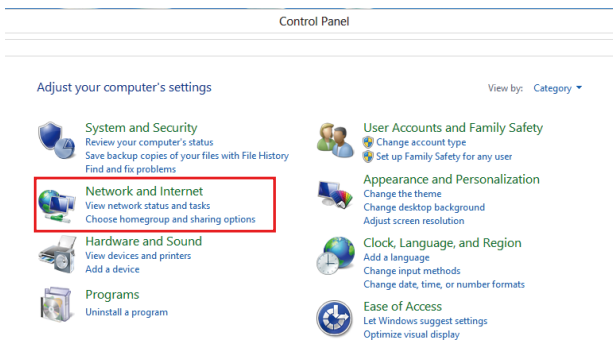 Control Panel
Adjust your computer's settings
View by: Category
System and Security
Review your computer's status
Save backup copies of your files with File History
Find and fix problems
Network and Internet
View network status and tasks
Choose homegroup and sharing options
Hardware and Sound
View devices and printers
Add a device
Programs
Uninstall a program
User Accounts and Family Safety
Change account type
Set up Family Safety for any user
Appearance and Personalization
Change the theme
Change desktop background
Adjust screen resolution
Clock, Language, and Region
Add a language
Change input methods
Change date, time, or number formats
Ease of Access
Let Windows suggest settings
Optimize visual display